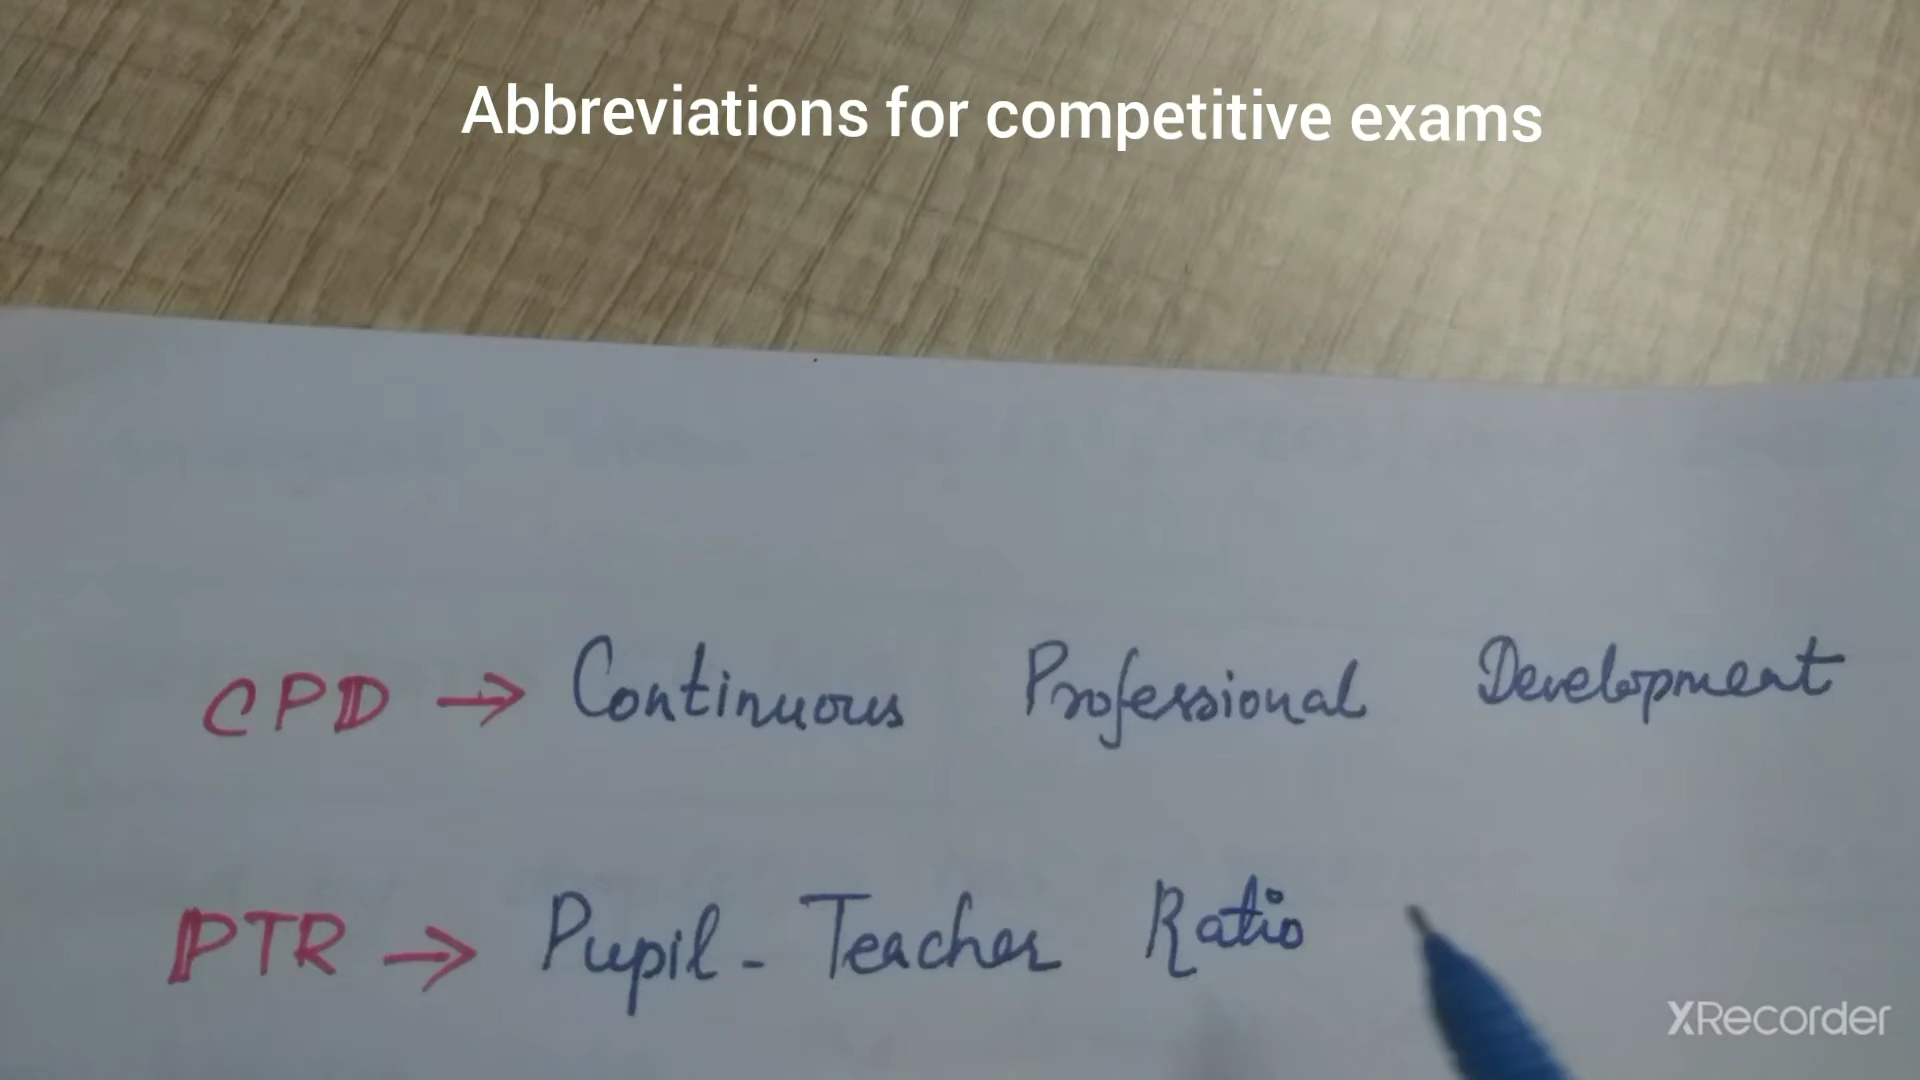 Abbreviations for competitive exams
CPD → Continuous Professional Development
PTR → Pupil - Teacher Ratio
XRecorder